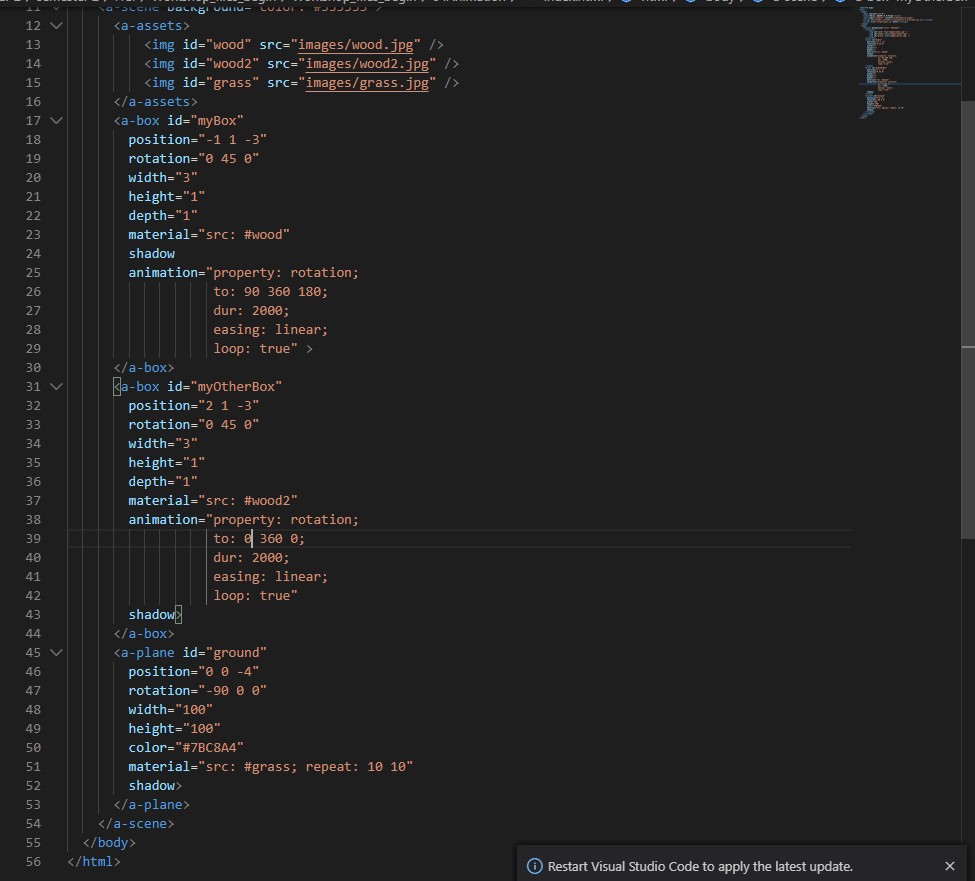 11 <a-scene background="color: #333333">
12 <a-assets>
13 <img id="wood" src="images/wood.jpg" />
14 <img id="wood2" src="images/wood2.jpg" />
15 <img id="grass" src="images/grass.jpg" />
16 </a-assets>
17 <a-box id="myBox"
18 position="-1 1 -3"
19 rotation="0 45 0"
20 width="3"
21 height="1"
22 depth="1"
23 material="src: #wood"
24 shadow
25 animation="property: rotation;
26 to: 90 360 180;
27 dur: 2000;
28 easing: linear;
29 loop: true" >
30 </a-box>
31 <a-box id="myOtherBox"
32 position="2 1 -3"
33 rotation="0 45 0"
34 width="3"
35 height="1"
36 depth="1"
37 material="src: #wood2"
38 animation="property: rotation;
39 to: 0 360 0;
40 dur: 2000;
41 easing: linear;
42 loop: true"
43 shadow>
44 </a-box>
45 <a-plane id="ground"
46 position="0 0 -4"
47 rotation="-90 0 0"
48 width="100"
49 height="100"
50 color="#7BC8A4"
51 material="src: #grass; repeat: 10 10"
52 shadow>
53 </a-plane>
54 </a-scene>
55 </body>
56 </html>
Restart Visual Studio Code to apply the latest update.